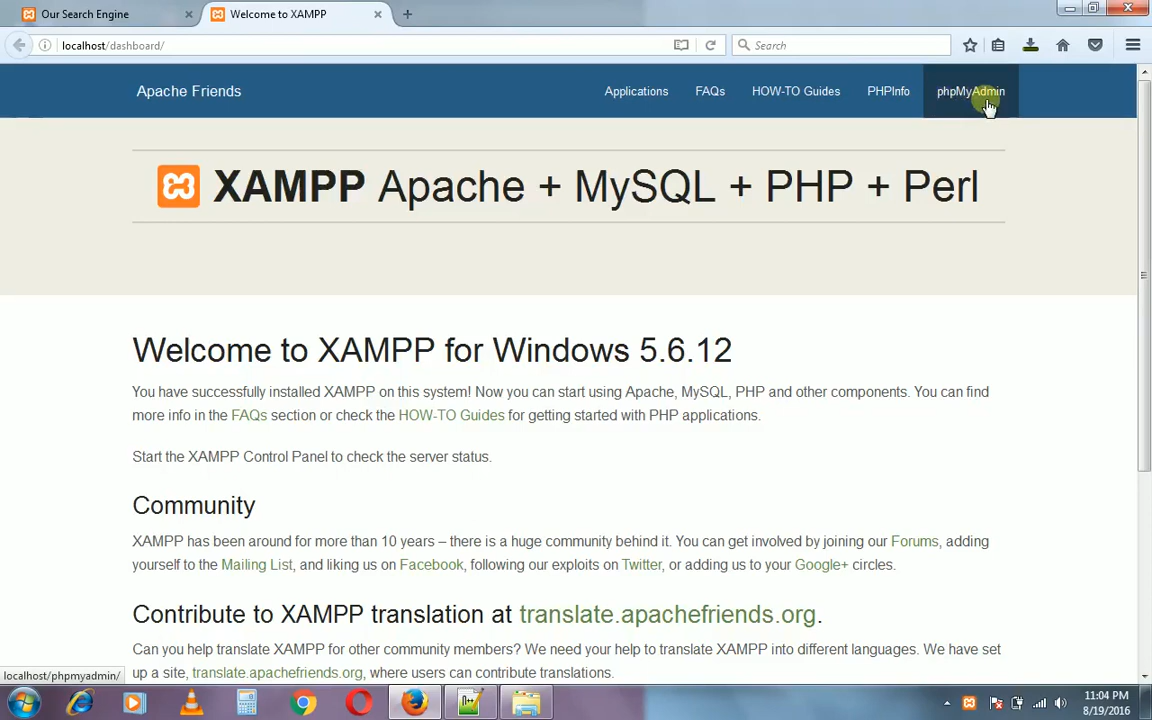 Our Search Engine
Welcome to XAMPP
localhost/dashboard/
Search
Apache Friends
Applications
FAQs
HOW-TO Guides
PHPInfo
phpMyAdmin
XAMPP Apache + MySQL + PHP + Perl
Welcome to XAMPP for Windows 5.6.12
You have successfully installed XAMPP on this system! Now you can start using Apache, MySQL, PHP and other components. You can find
more info in the FAQs section or check the HOW-TO Guides for getting started with PHP applications.
Start the XAMPP Control Panel to check the server status.
Community
XAMPP has been around for more than 10 years – there is a huge community behind it. You can get involved by joining our Forums, adding
yourself to the Mailing List, and liking us on Facebook, following our exploits on Twitter, or adding us to your Google+ circles.
Contribute to XAMPP translation at translate.apachefriends.org.
Can you help translate XAMPP for other community members? We need your help to translate XAMPP into different languages. We have set
up a site, translate.apachefriends.org, where users can contribute translations.
localhost/phpmyadmin/
11:04 PM
8/19/2016